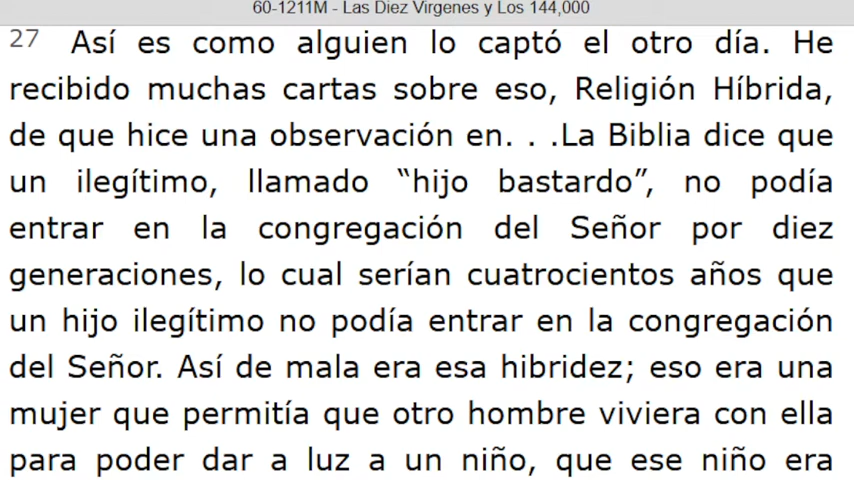 60-1211M - Las Diez Virgenes y Los 144,000
27 Así es como alguien lo captó el otro día. He
recibido muchas cartas sobre eso, Religión Híbrida,
de que hice una observación en. . .La Biblia dice que
un ilegítimo, llamado “hijo bastardo”, no podía
entrar en la congregación del Señor por diez
generaciones, lo cual serían cuatrocientos años que
un hijo ilegítimo no podía entrar en la congregación
del Señor. Así de mala era esa hibridez; eso era una
mujer que permitía que otro hombre viviera con ella
para poder dar a luz a un niño, que ese niño era